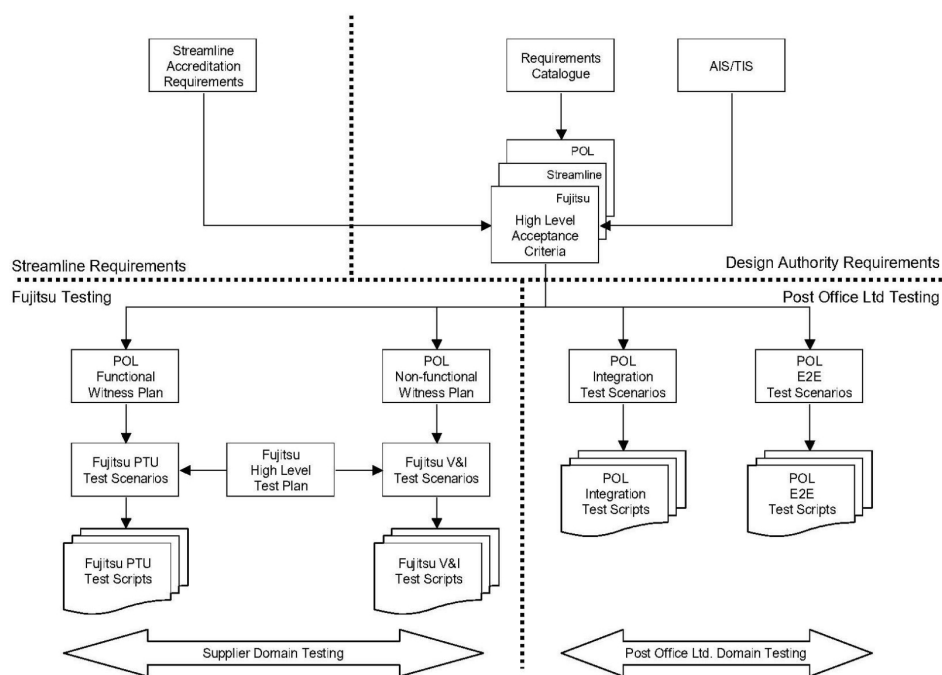 Streamline
Accreditation
Requirements
Requirements
Catalogue
AIS/TIS
POL
Streamline
Fujitsu
High Level
Acceptance
Criteria
Streamline Requirements
Design Authority Requirements
Fujitsu Testing
Post Office Ltd Testing
POL
Functional
Witness Plan
POL
Non-functional
Witness Plan
POL
Integration
Test Scenarios
POL
E2E
Test Scenarios
Fujitsu PTU
Test Scenarios
Fujitsu
High Level
Test Plan
Fujitsu V&I
Test Scenarios
POL
Integration
Test Scripts
POL
E2E
Test Scripts
Fujitsu PTU
Test Scripts
Fujitsu V&I
Test Scripts
Supplier Domain Testing
Post Office Ltd. Domain Testing